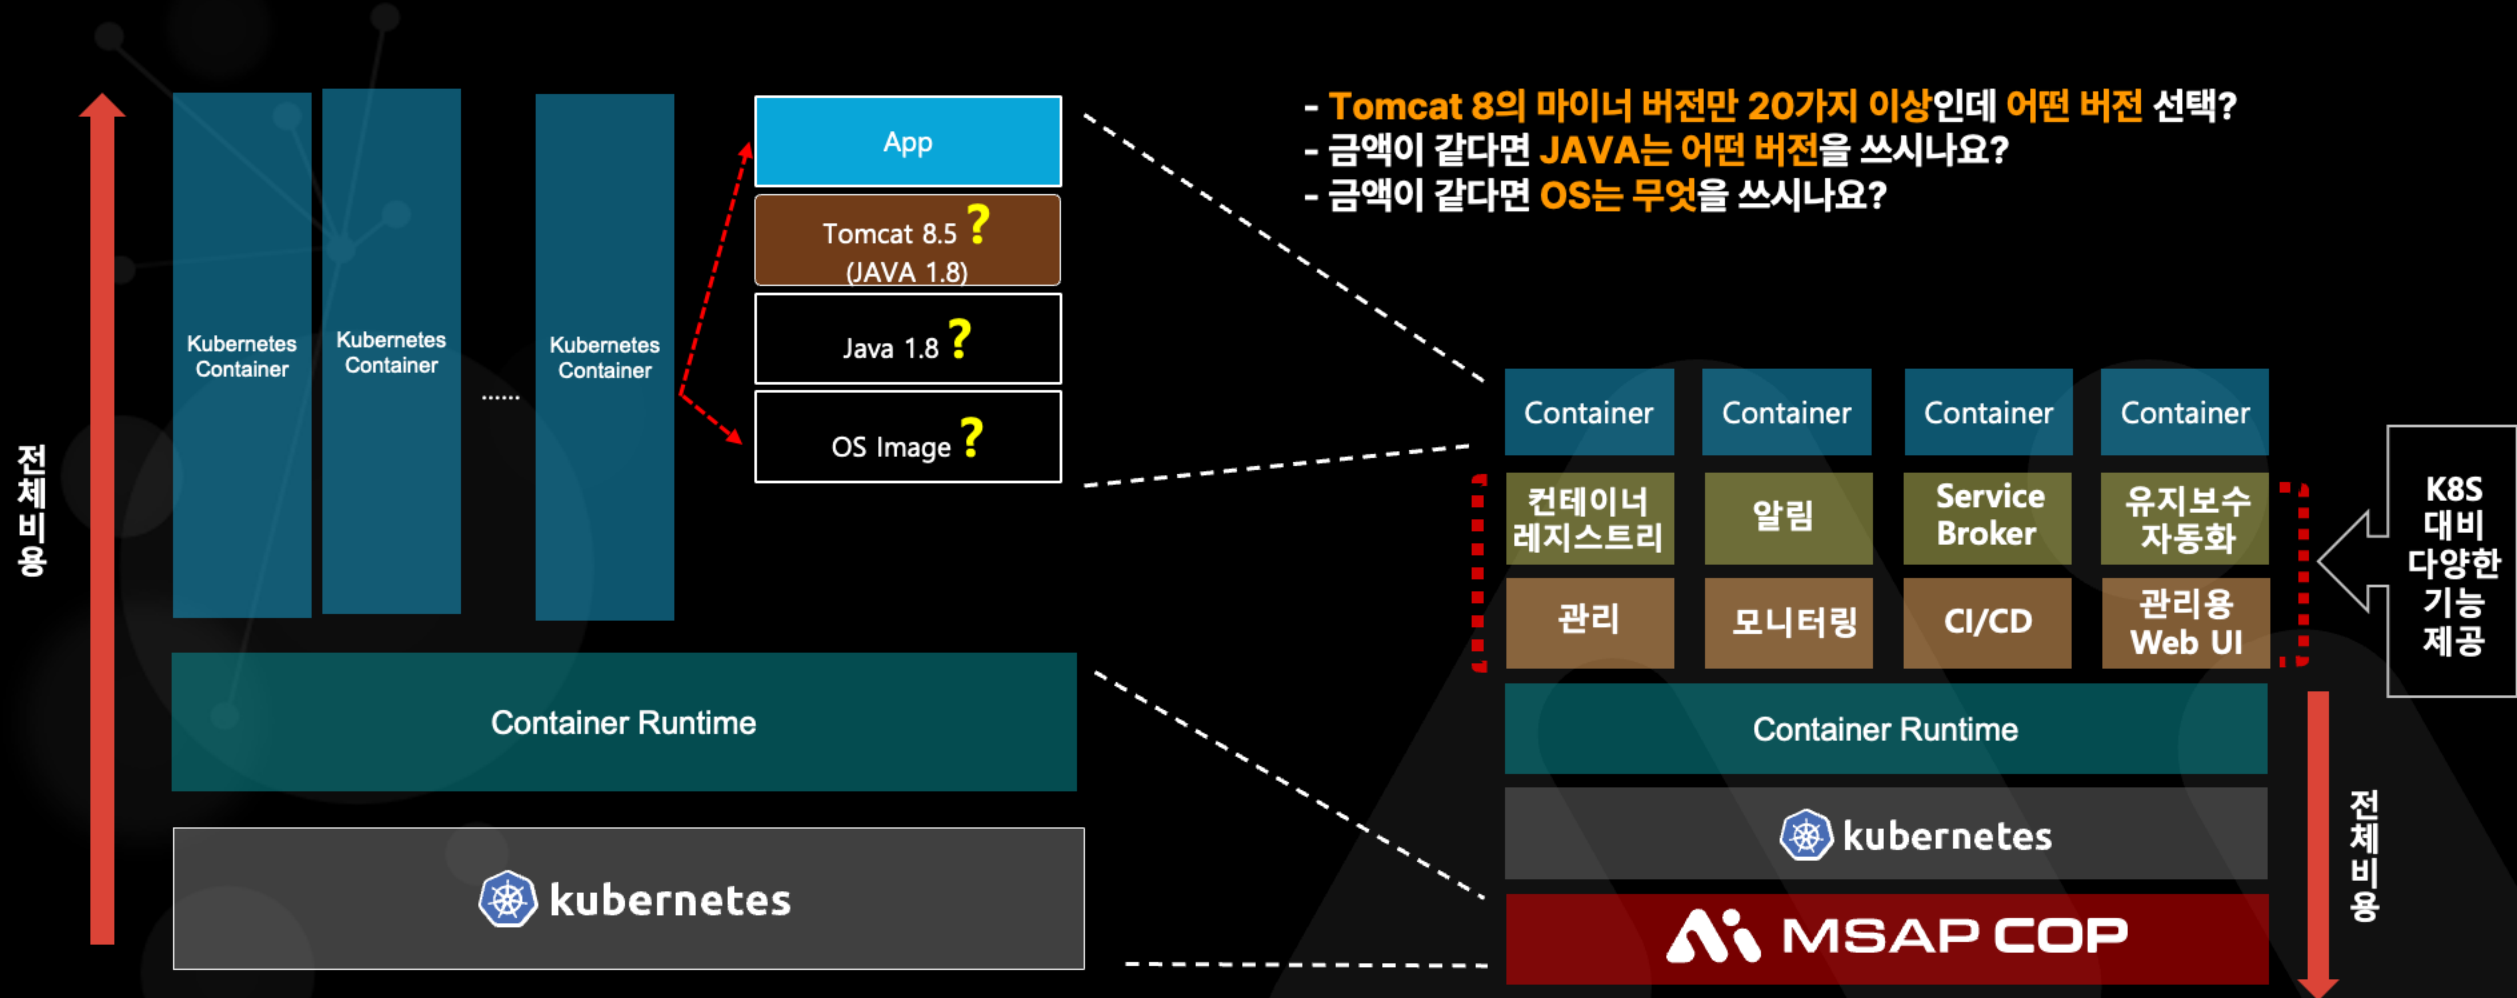 - Tomcat 8의 마이너 버전만 20가지 이상인데 어떤 버전 선택?
- 금액이 같다면 JAVA는 어떤 버전을 쓰시나요?
- 금액이 같다면 OS는 무엇을 쓰시나요?
전체비용
Kubernetes
Container
Kubernetes
Container
......
Kubernetes
Container
App
Tomcat 8.5 ?
(JAVA 1.8)
Java 1.8 ?
OS Image ?
Container Runtime
kubernetes
Container
Container
Container
Container
컨테이너
레지스트리
알림
Service
Broker
유지보수
자동화
관리
모니터링
CI/CD
관리용
Web UI
K8S
대비
다양한
기능
제공
Container Runtime
kubernetes
MSAP COP
전체비용